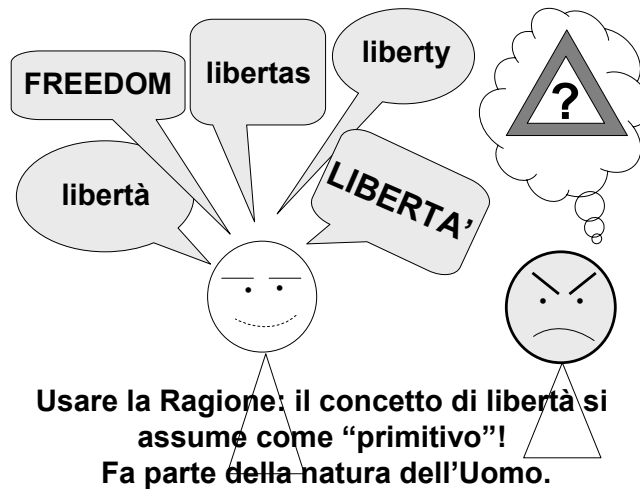 FREEDOM
libertas
liberty
libertà
LIBERTA’
?
Usare la Ragione: il concetto di libertà si
assume come “primitivo”!
Fa parte della natura dell’Uomo.